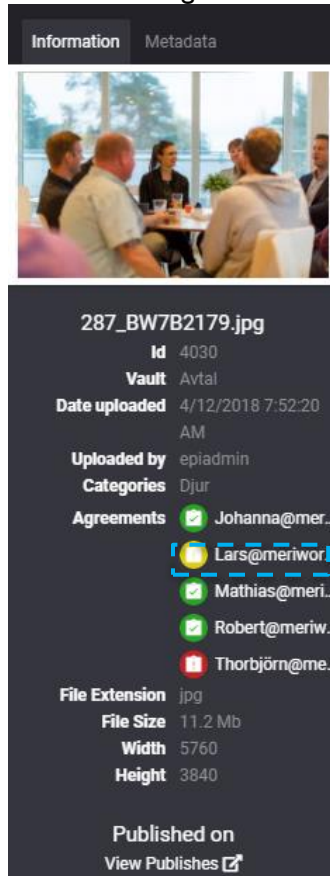 Information Metadata
287_BW7B2179.jpg
Id 4030
Vault Avtal
Date uploaded 4/12/2018 7:52:20
AM
Uploaded by epiadmin
Categories Djur
Agreements Johanna@mer..
Lars@meriwor.
Mathias@meri..
Robert@meriw.
Thorbjörn@me.
File Extension jpg
File Size 11.2 Mb
Width 5760
Height 3840
Published on
View Publishes